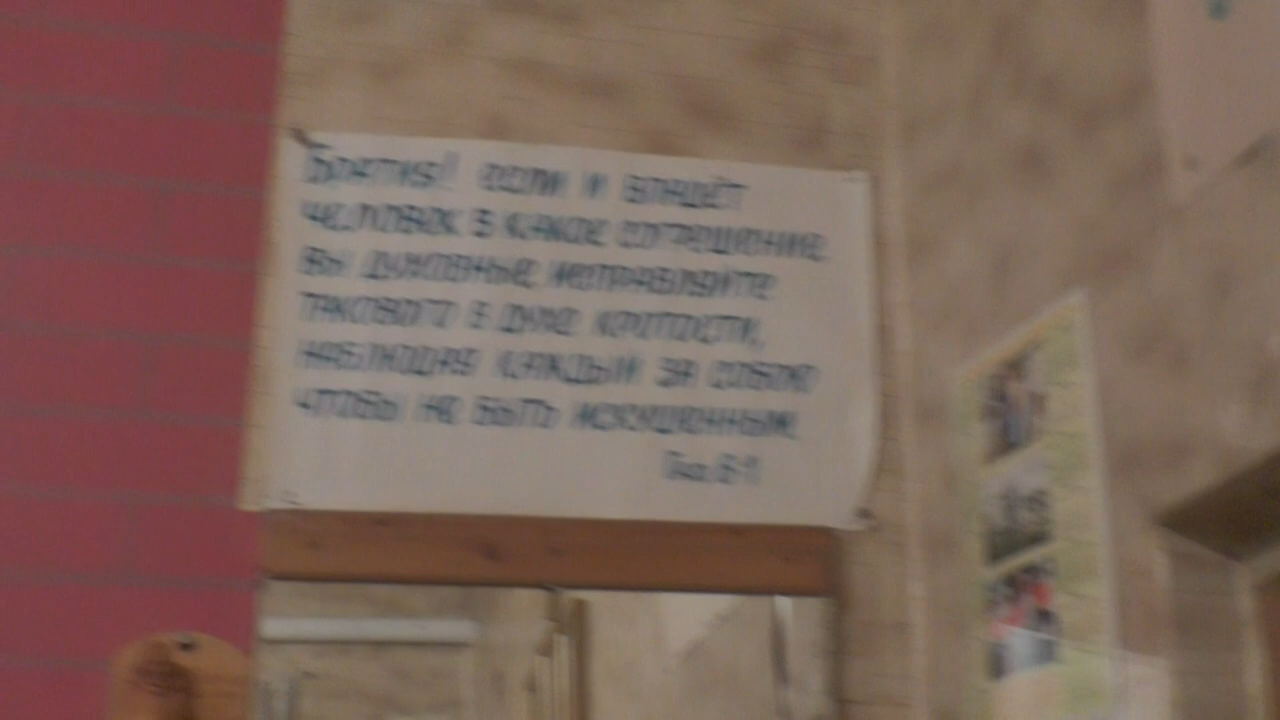 Братия! если и впадёт
человек в какое согрешение
вы духовные исправляйте
такового в духе кротости,
наблюдая каждый за собою
чтобы не быть искушенным.
Гал.6-1